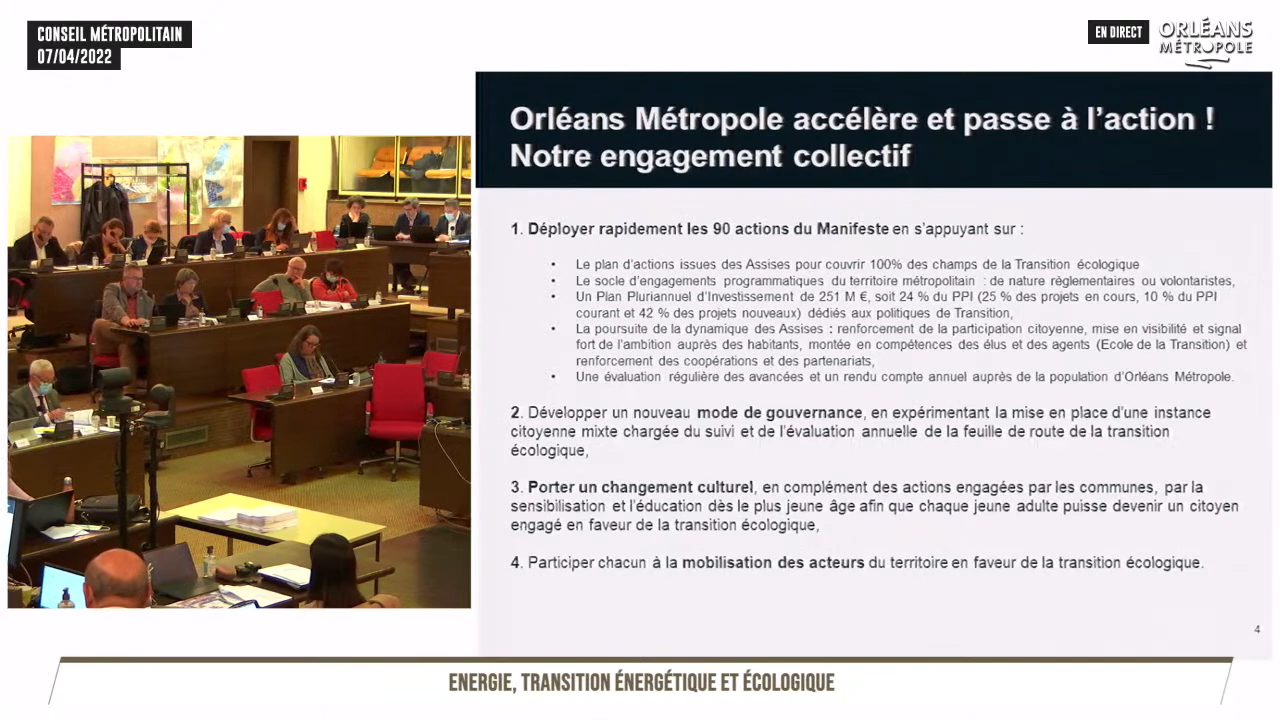 CONSEIL MÉTROPOLITAIN
07/04/2022
EN DIRECT
ORLÉANS
MÉTROPOLE
Orléans Métropole accélère et passe à l’action !
Notre engagement collectif
1. Déployer rapidement les 90 actions du Manifeste en s’appuyant sur :
• Le plan d’actions issues des Assises pour couvrir 100% des champs de la Transition écologique
• Le socle d’engagements programmatiques du territoire métropolitain : de nature règlementaires ou volontaristes,
• Un Plan Pluriannuel d’Investissement de 251 M €, soit 24 % du PPI (25 % des projets en cours, 10 % du PPI
courant et 42 % des projets nouveaux) dédiés aux politiques de Transition,
• La poursuite de la dynamique des Assises : renforcement de la participation citoyenne, mise en visibilité et signal
fort de l’ambition auprès des habitants, montée en compétences des élus et des agents (Ecole de la Transition) et
renforcement des coopérations et des partenariats,
• Une évaluation régulière des avancées et un rendu compte annuel auprès de la population d’Orléans Métropole.
2. Développer un nouveau mode de gouvernance, en expérimentant la mise en place d’une instance
citoyenne mixte chargée du suivi et de l’évaluation annuelle de la feuille de route de la transition
écologique,
3. Porter un changement culturel, en complément des actions engagées par les communes, par la
sensibilisation et l’éducation dès le plus jeune âge afin que chaque jeune adulte puisse devenir un citoyen
engagé en faveur de la transition écologique,
4. Participer chacun à la mobilisation des acteurs du territoire en faveur de la transition écologique.
4
ENERGIE, TRANSITION ÉNERGÉTIQUE ET ÉCOLOGIQUE